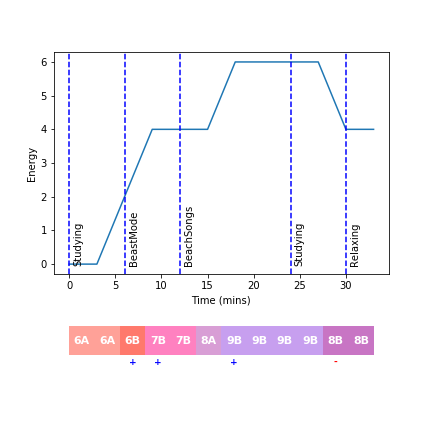 6
5
4
3
2
1
0
Energy
Studying
BeastMode
BeachSongs
Studying
Relaxing
0 5 10 15 20 25 30
Time (mins)
6A 6A 6B 7B 7B 8A 9B 9B 9B 9B 8B 8B
+ + + -